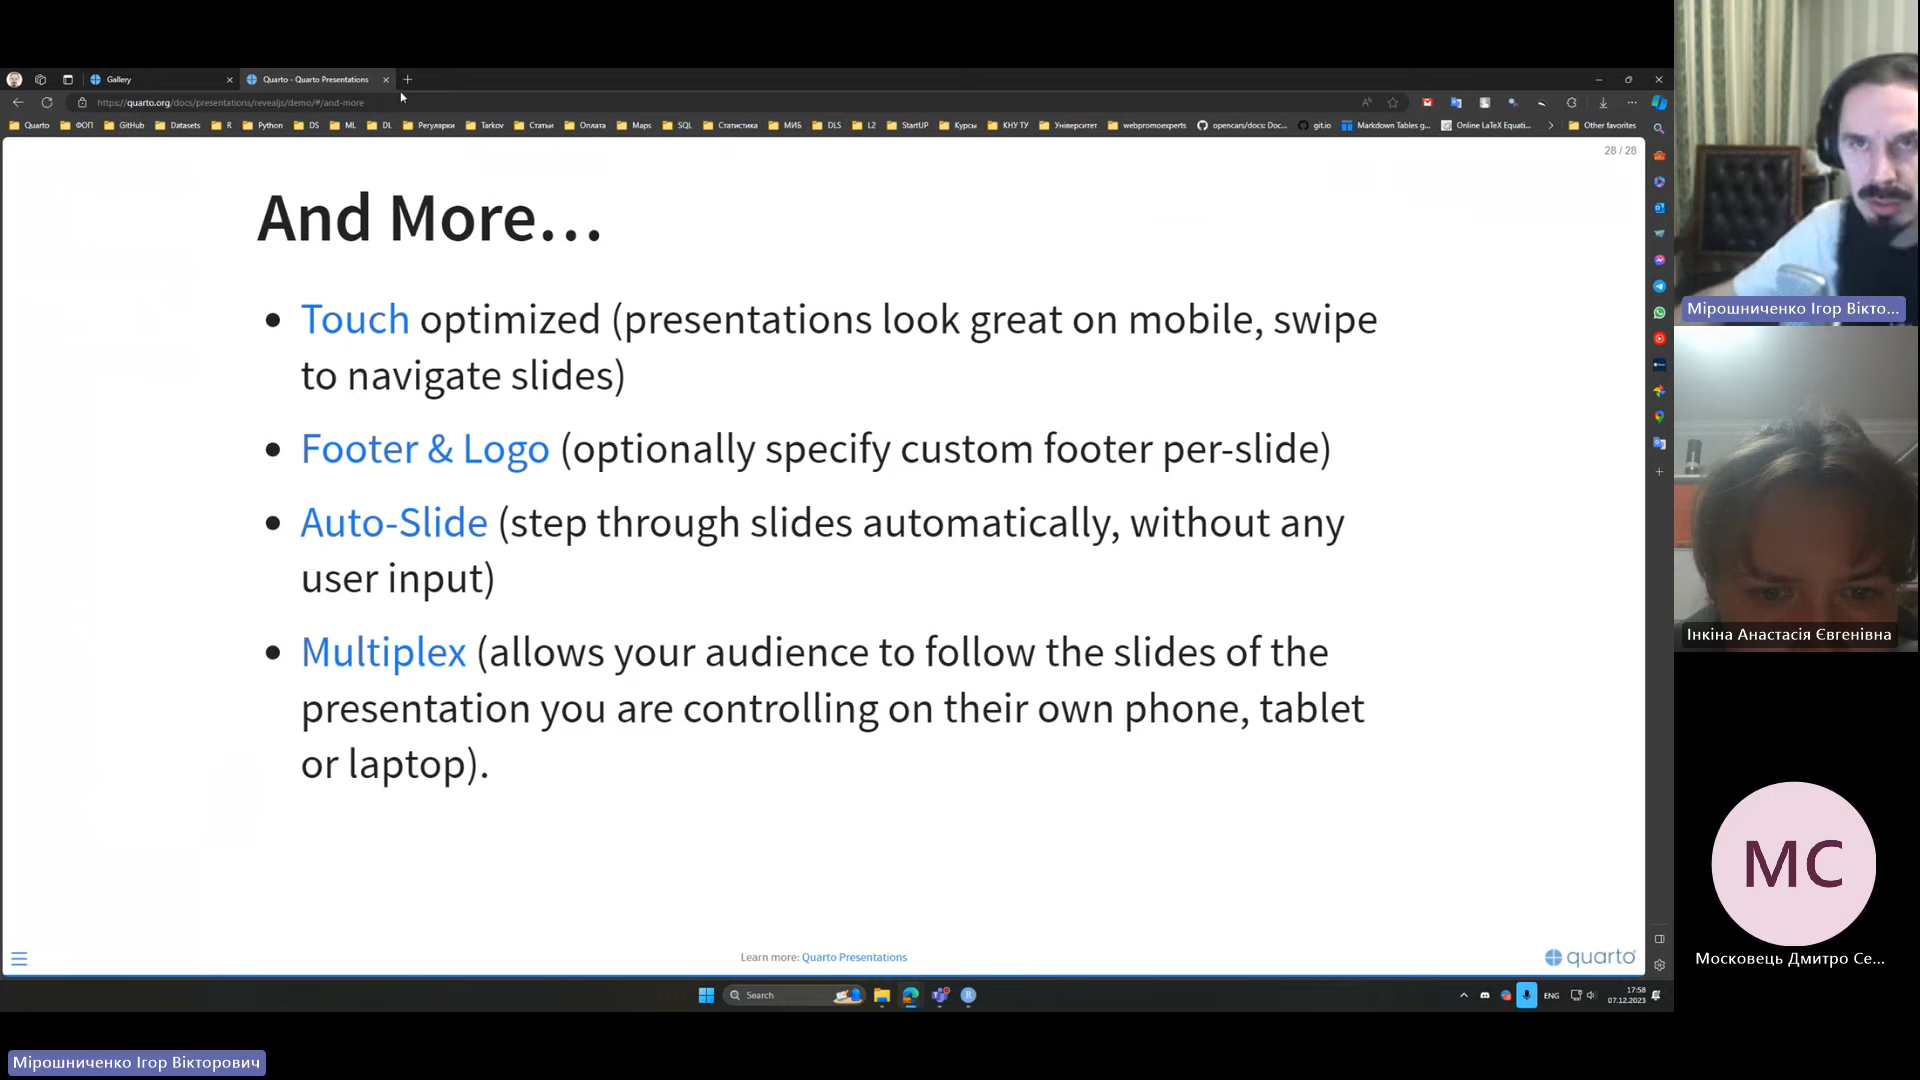 Gallery
Quarto - Quarto Presentations
https://quarto.org/docs/presentations/revealjs/demo/#/and-more
Quarto
ФОП
GitHub
Datasets
R
Python
DS
ML
DL
Регулярки
Tarkov
Статьи
Оплата
Maps
SQL
Статистика
МИБ
DLS
L2
StartUP
Курсы
КНУ ТУ
Університет
webpromoexperts
opencars/docs: Doc...
git.io
Markdown Tables g...
Online LaTeX Equati...
Other favorites
28 / 28
And More…
Touch optimized (presentations look great on mobile, swipe
to navigate slides)
Footer & Logo (optionally specify custom footer per-slide)
Auto-Slide (step through slides automatically, without any
user input)
Multiplex (allows your audience to follow the slides of the
presentation you are controlling on their own phone, tablet
or laptop).
Learn more: Quarto Presentations
quarto
Search
ENG
17:58
07.12.2023
Мірошниченко Ігор Вікто...
Інкіна Анастасія Євгенівна
МС
Московець Дмитро Се...
Мірошниченко Ігор Вікторович